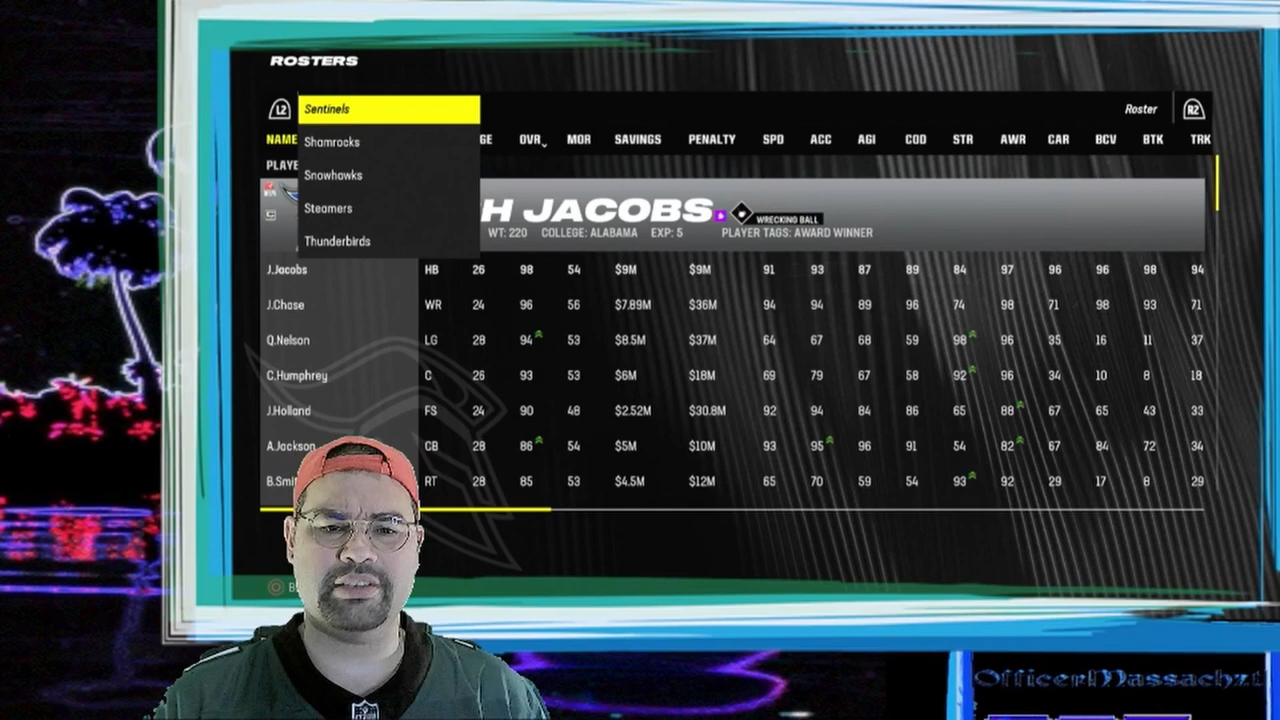 ROSTERS
L2 Sentinels Roster R2
NAME GE OVR MOR SAVINGS PENALTY SPD ACC AGI COD STR AWR CAR BCV BTK TRK
Shamrocks
PLAYE
Snowhawks
Steamers
Thunderbirds
H JACOBS WRECKING BALL
WT: 220 COLLEGE: ALABAMA EXP: 5 PLAYER TAGS: AWARD WINNER
J.Jacobs HB 26 98 54 $9M $9M 91 93 87 89 84 97 96 96 98 94
J.Chase WR 24 96 56 $7.89M $36M 94 94 89 96 74 98 71 98 93 71
Q.Nelson LG 28 94 53 $8.5M $37M 64 67 68 59 98 96 35 16 11 37
C.Humphrey C 26 93 53 $6M $18M 69 79 67 58 92 96 34 10 8 18
J.Holland FS 24 90 48 $2.52M $30.8M 92 94 84 86 65 88 67 65 43 33
A.Jackson CB 28 86 54 $5M $10M 93 95 96 91 54 82 67 84 72 34
B.Smi RT 28 85 53 $4.5M $12M 65 70 59 54 93 92 29 17 8 29
B
NFL
OfficerMassachzt